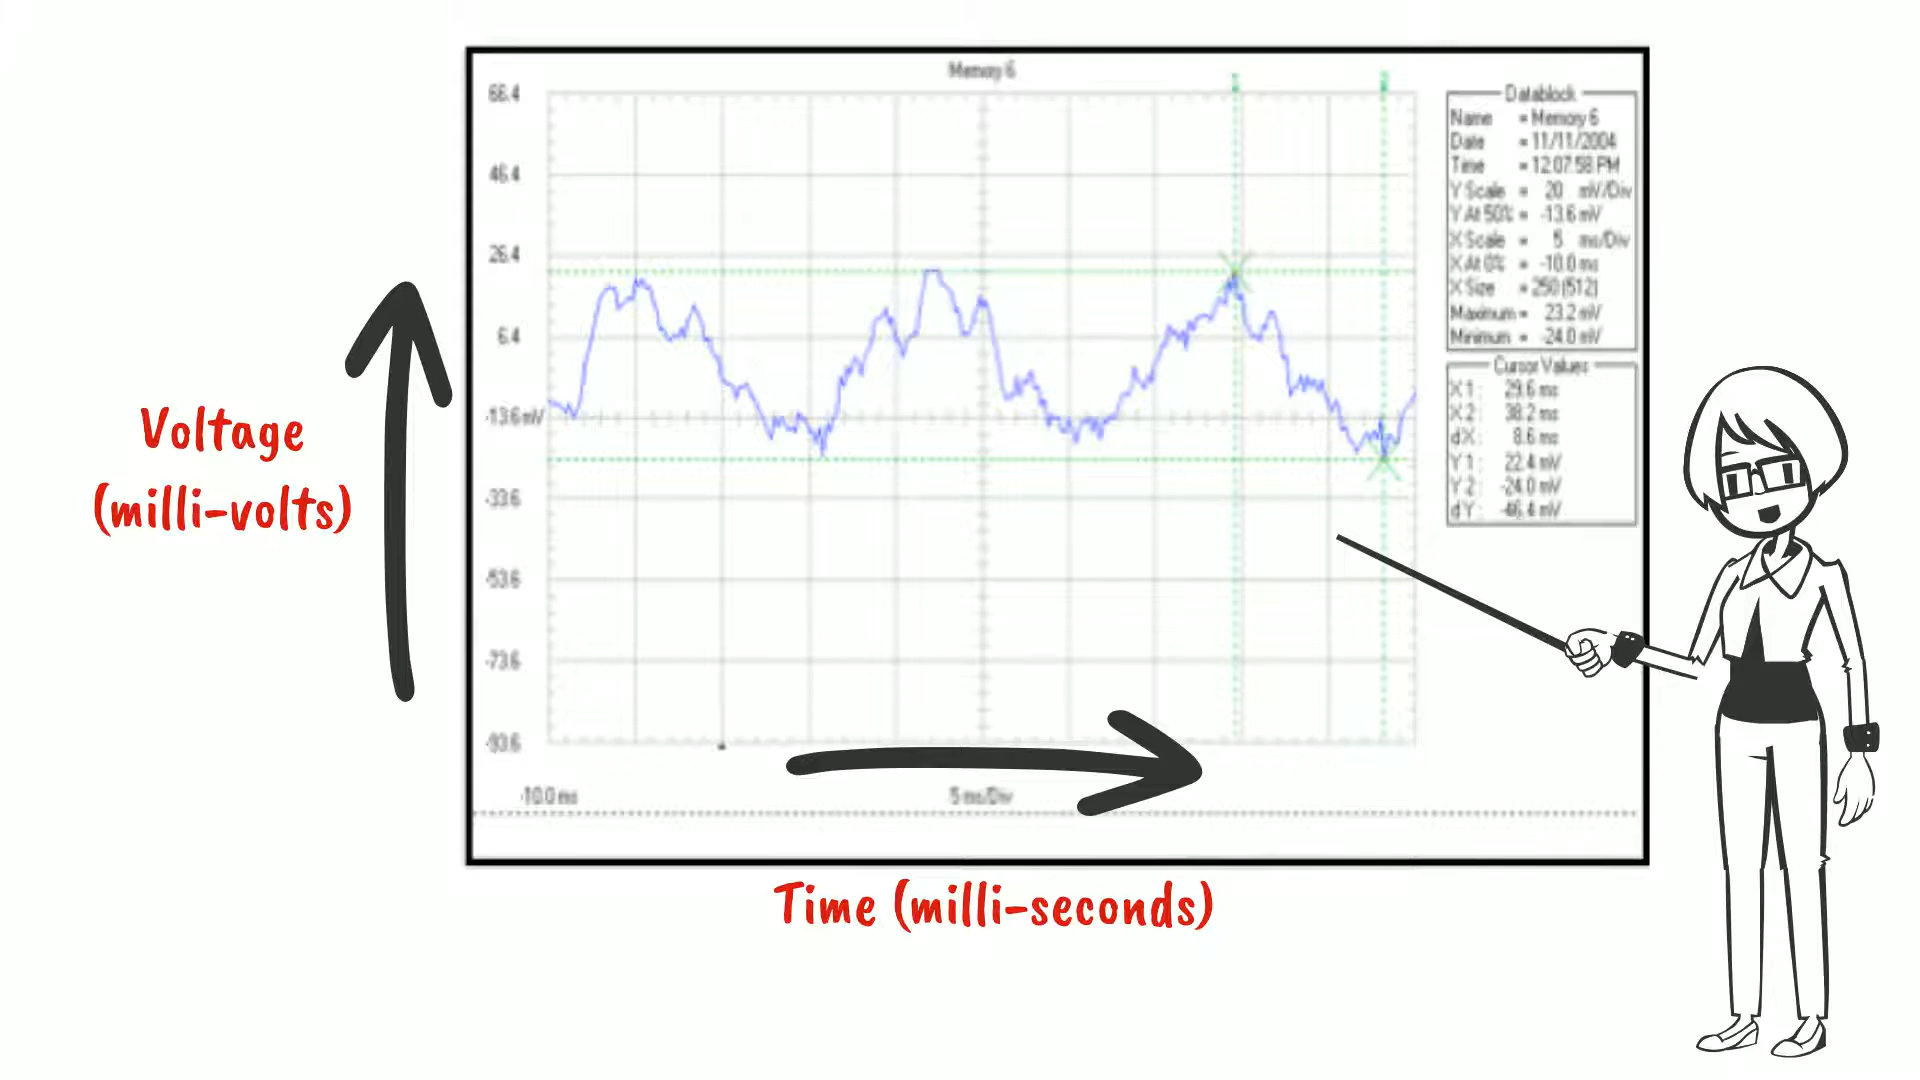 Memory 6
66.4
46.4
26.4
6.4
-13.6 mV
-33.6
-53.6
-73.6
-93.6
-10.0 ms
5 ms/Div
Datablock
Name = Memory 6
Date = 11/11/2004
Time = 12:07:58 PM
Y Scale = 20 mV/Div
Y At 50% = -13.6 mV
X Scale = 5 ms/Div
X At 0% = -10.0 ms
X Size = 250 (512)
Maximum = 23.2 mV
Minimum = -24.0 mV
Cursor Values
X1: 29.6 ms
X2: 38.2 ms
dX: 8.6 ms
Y1: 22.4 mV
Y2: -24.0 mV
dY: -46.4 mV
Voltage
(milli-volts)
Time (milli-seconds)